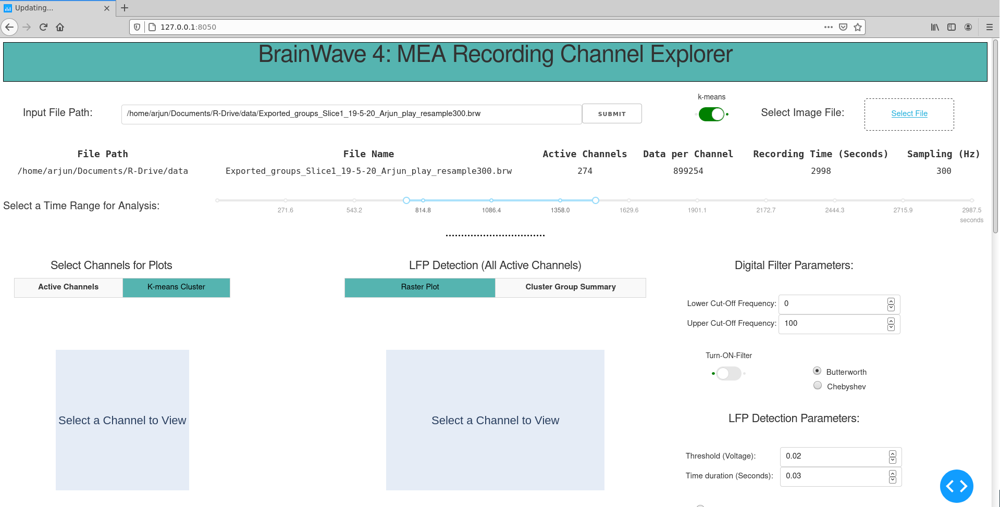 Updating...
127.0.0.1:8050
BrainWave 4: MEA Recording Channel Explorer
k-means
Input File Path: /home/arjun/Documents/R-Drive/data/Exported_groups_Slice1_19-5-20_Arjun_play_resample300.brw SUBMIT Select Image File: Select File
File Path File Name Active Channels Data per Channel Recording Time (Seconds) Sampling (Hz)
/home/arjun/Documents/R-Drive/data Exported_groups_Slice1_19-5-20_Arjun_play_resample300.brw 274 899254 2998 300
Select a Time Range for Analysis:
271.6 543.2 814.8 1086.4 1358.0 1629.6 1901.1 2172.7 2444.3 2715.9 2987.5
seconds
Select Channels for Plots
Active Channels K-means Cluster
Select a Channel to View
LFP Detection (All Active Channels)
Raster Plot Cluster Group Summary
Select a Channel to View
Digital Filter Parameters:
Lower Cut-Off Frequency: 0
Upper Cut-Off Frequency: 100
Turn-ON-Filter
Butterworth
Chebyshev
LFP Detection Parameters:
Threshold (Voltage): 0.02
Time duration (Seconds): 0.03